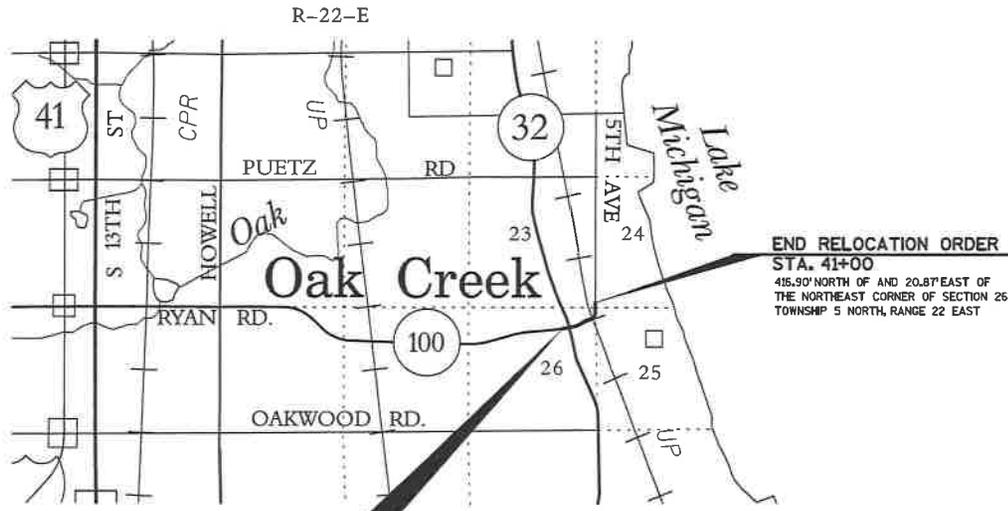 R-22-E
41
S 13TH ST
CPR
NOWELL
UP
32
5TH AVE
Lake
Michigan
PUETZ RD
Oak
23
24
END RELOCATION ORDER
STA. 41+00
416.90' NORTH OF AND 20.87' EAST OF
THE NORTHEAST CORNER OF SECTION 26
TOWNSHIP 5 NORTH, RANGE 22 EAST
Oak Creek
RYAN RD.
100
26
25
OAKWOOD RD.
UP